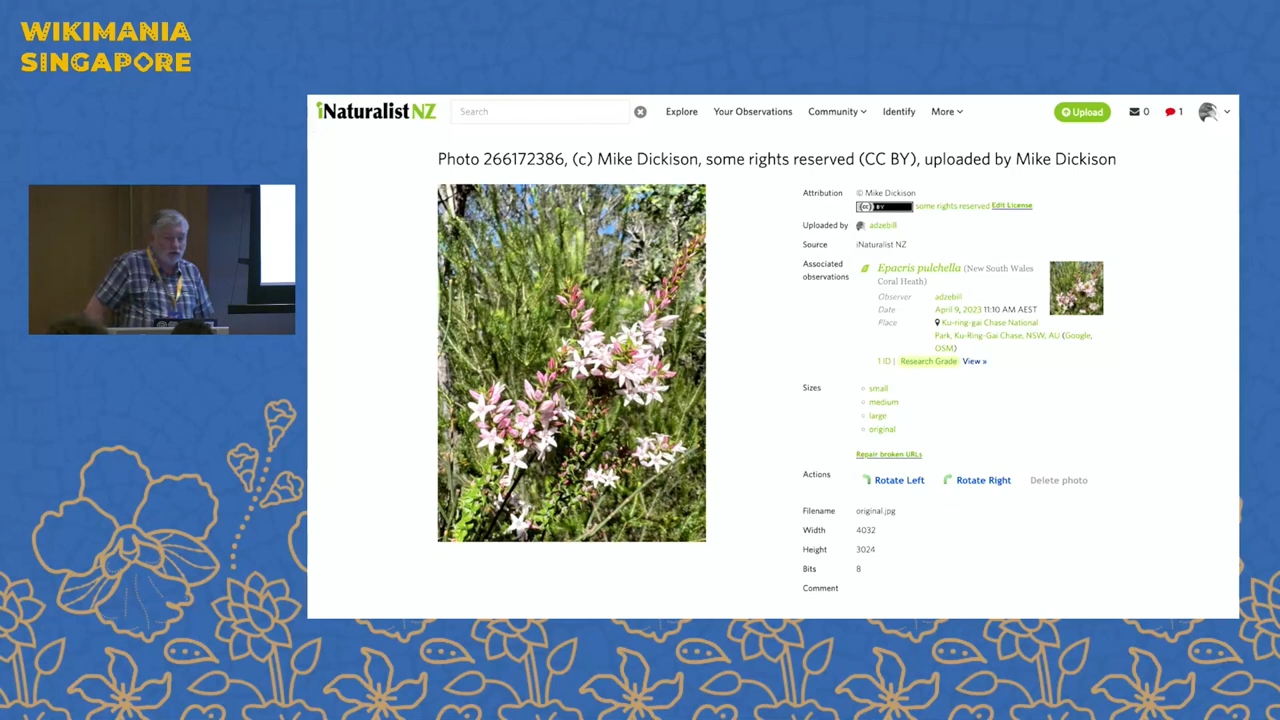 WIKIMANIA
SINGAPORE
iNaturalist NZ
Search
Explore
Your Observations
Community
Identify
More
Upload
0
1
Photo 266172386, (c) Mike Dickison, some rights reserved (CC BY), uploaded by Mike Dickison
Attribution © Mike Dickison
(cc) BY some rights reserved Edit License
Uploaded by adzebill
Source iNaturalist NZ
Associated observations
Epacris pulchella (New South Wales
Coral Heath)
Observer adzebill
Date April 9, 2023 11:10 AM AEST
Place Ku-ring-gai Chase National
Park, Ku-Ring-Gai Chase, NSW, AU (Google,
OSM)
1 ID | Research Grade View »
Sizes
small
medium
large
original
Repair broken URLs
Actions Rotate Left Rotate Right Delete photo
Filename original.jpg
Width 4032
Height 3024
Bits 8
Comment